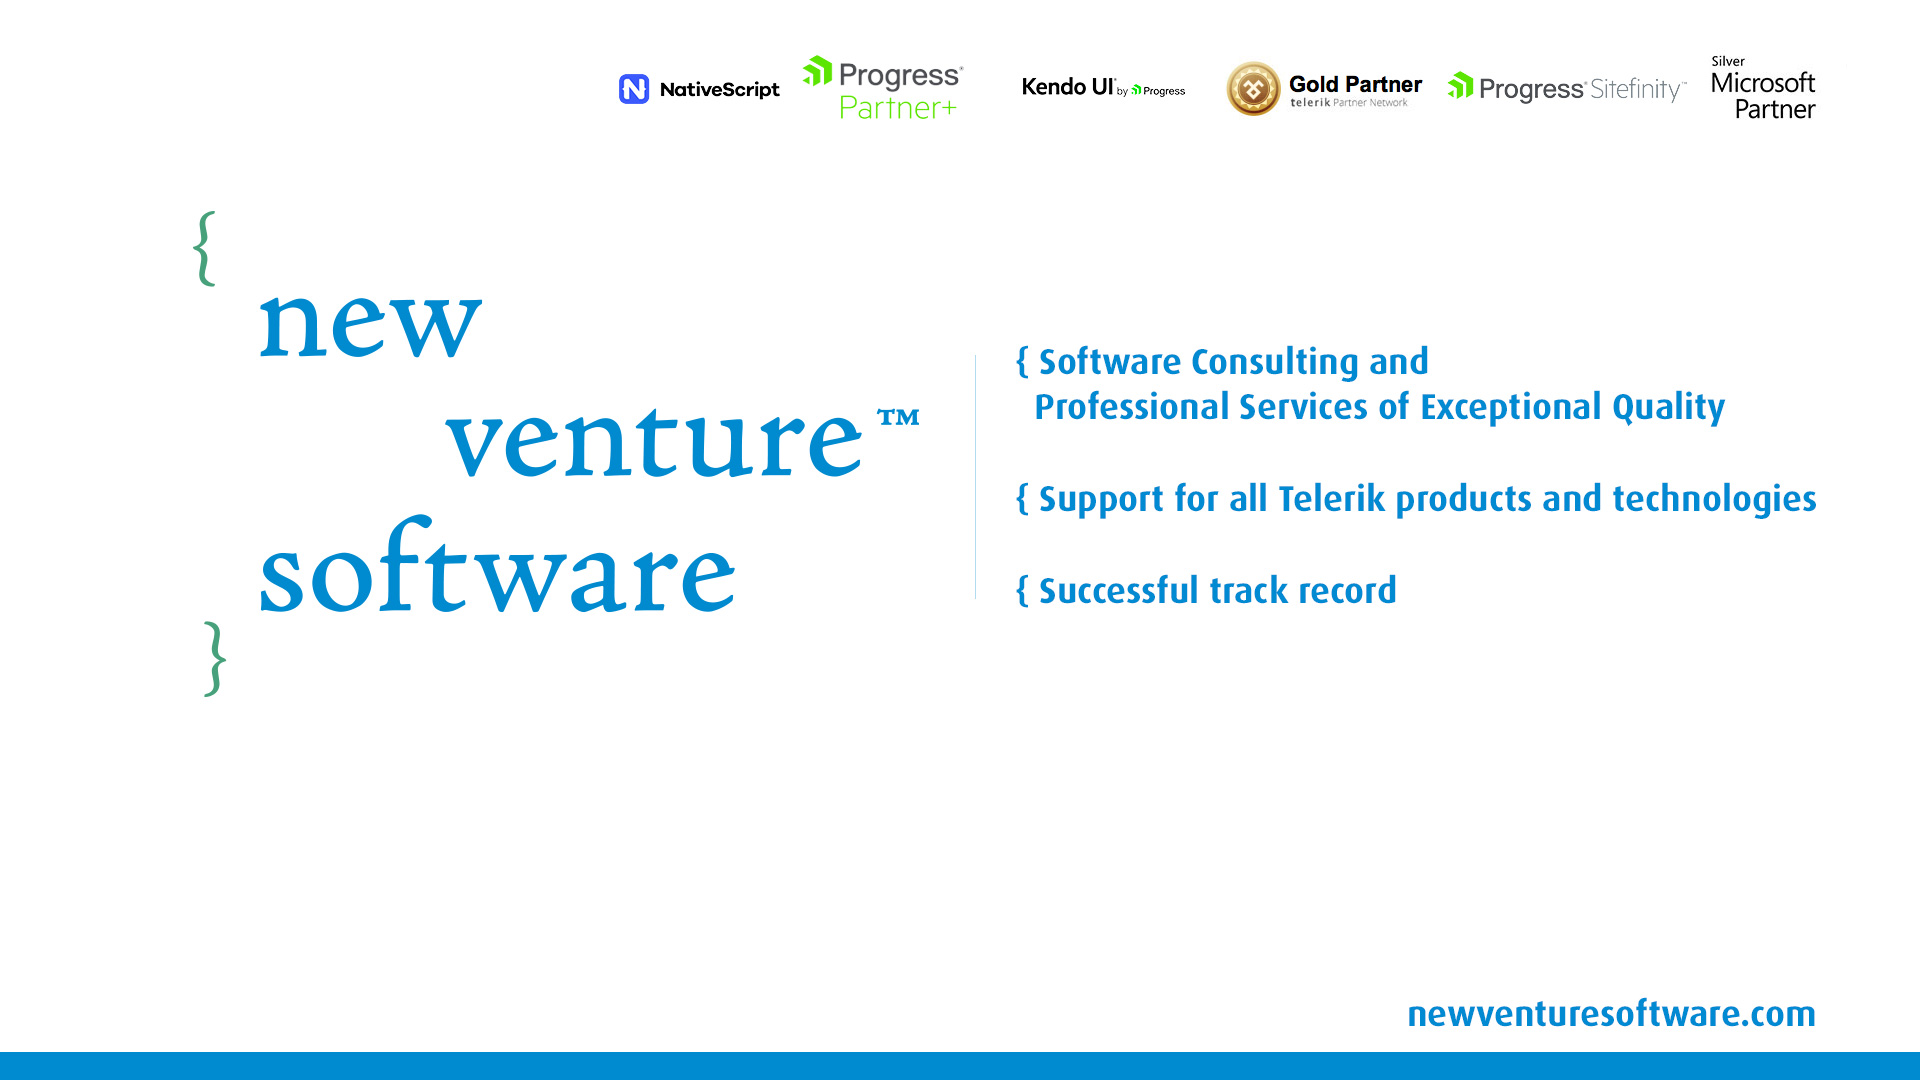 NativeScript
Progress®
Partner+
Kendo UI® by Progress
Gold Partner
telerik Partner Network
Progress® Sitefinity™
Silver
Microsoft
Partner
{
new
venture™
software
}
{ Software Consulting and
Professional Services of Exceptional Quality
{ Support for all Telerik products and technologies
{ Successful track record
newventuresoftware.com